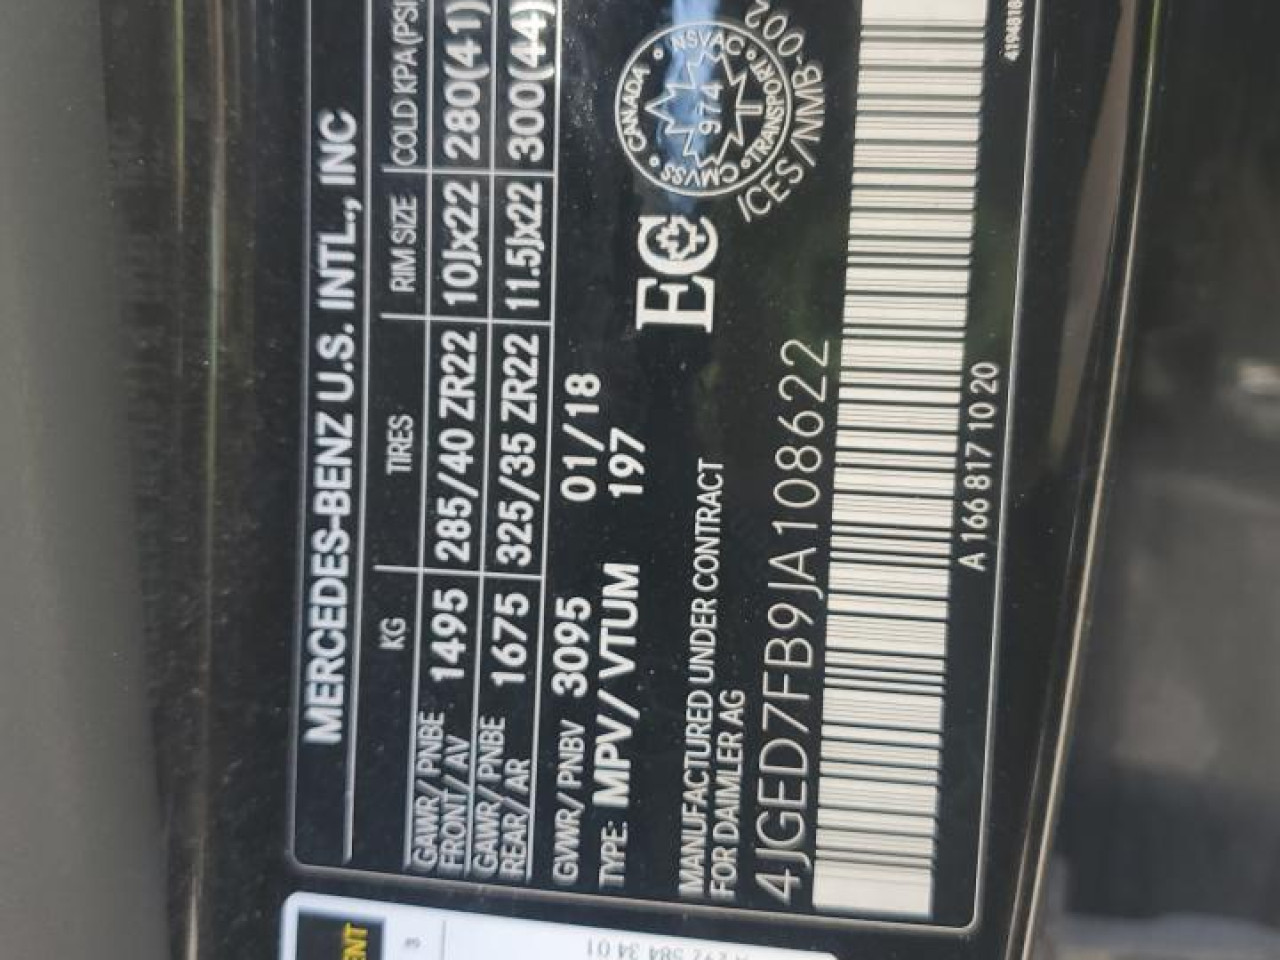 MERCEDES-BENZ U.S. INTL., INC
KG TIRES RIM SIZE COLD KPA (PSI
GAWR/ PNBE
FRONT/ AV 1495 285/40 ZR22 10Jx22 280(41)
GAWR/ PNBE
REAR/ AR 1675 325/35 ZR22 11.5Jx22 300(44)
GVWR/ PNBV 3095 01/18
TYPE: MPV/VTUM 197
MANUFACTURED UNDER CONTRACT
FOR DAIMLER AG
EC
CANADA NSVAC
974
CMVSS TRANSPORT
ICES/NMB-002
4JGED7FB9JA108622
A 166 817 10 20